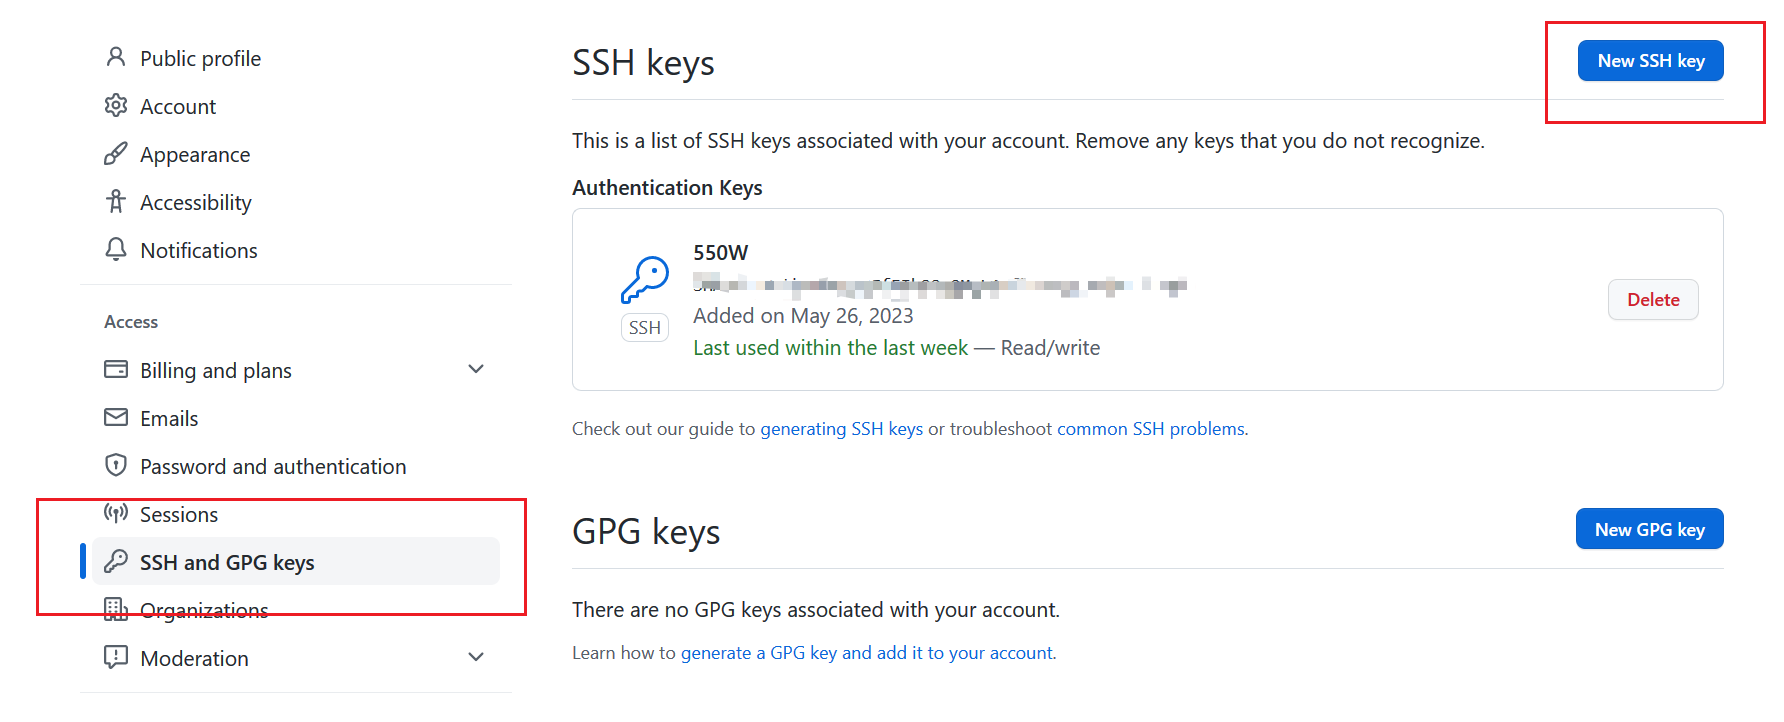 Public profile
Account
Appearance
Accessibility
Notifications
Access
Billing and plans
Emails
Password and authentication
Sessions
SSH and GPG keys
Organizations
Moderation
SSH keys
New SSH key
This is a list of SSH keys associated with your account. Remove any keys that you do not recognize.
Authentication Keys
550W
SSH
Added on May 26, 2023
Last used within the last week — Read/write
Delete
Check out our guide to generating SSH keys or troubleshoot common SSH problems.
GPG keys
New GPG key
There are no GPG keys associated with your account.
Learn how to generate a GPG key and add it to your account.